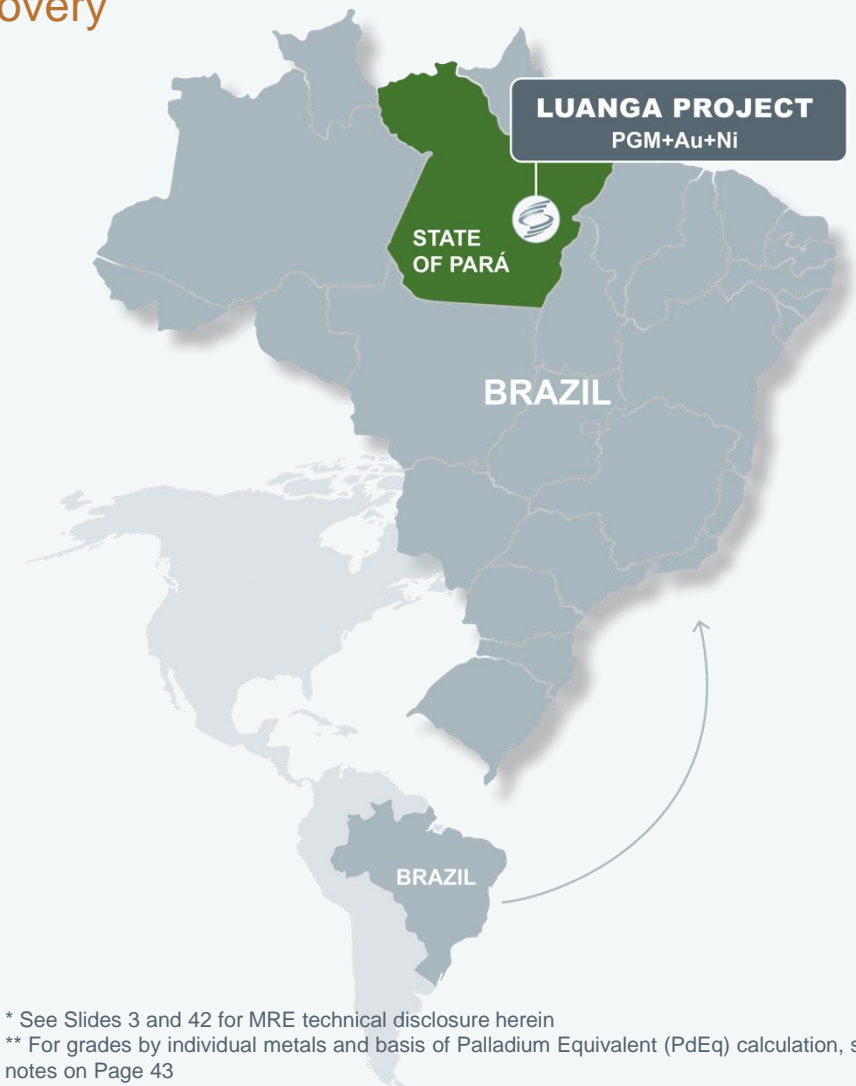 LUANGA PROJECT
PGM+Au+Ni
STATE
OF PARÁ
BRAZIL
BRAZIL
* See Slides 3 and 42 for MRE technical disclosure herein
** For grades by individual metals and basis of Palladium Equivalent (PdEq) calculation,
notes on Page 43